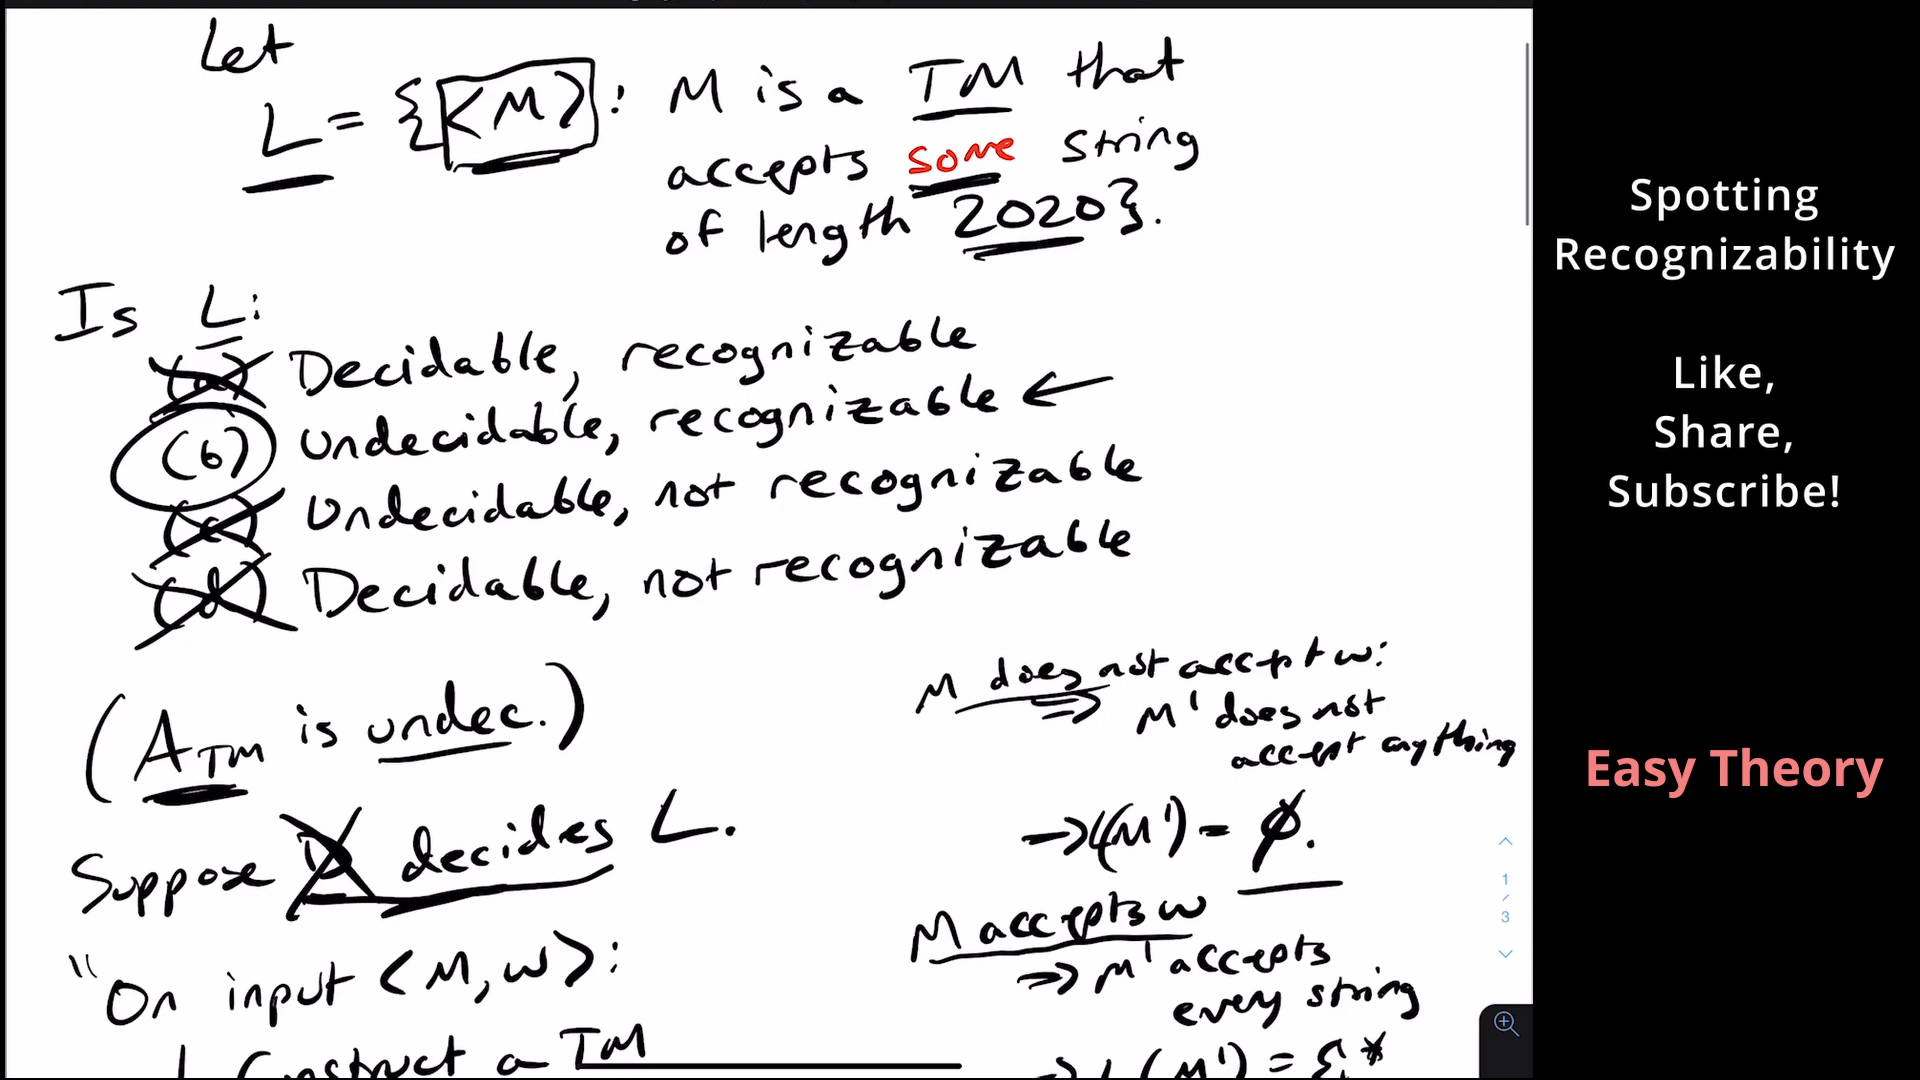 Let
L = {<M>: M is a TM that
accepts some string
of length 2020}.
Is L:
(a) Decidable, recognizable
(b) Undecidable, recognizable ←
(c) Undecidable, not recognizable
(d) Decidable, not recognizable
(A_TM is undec.)
Suppose D decides L.
"On input <M, w>:
1. Construct a TM
M does not accept w:
⇒ M' does not
accept anything
→ L(M') = ∅.
M accepts w
⇒ M' accepts
every string
→ L(M') = Σ*
Spotting
Recognizability
Like,
Share,
Subscribe!
Easy Theory
1
/
3